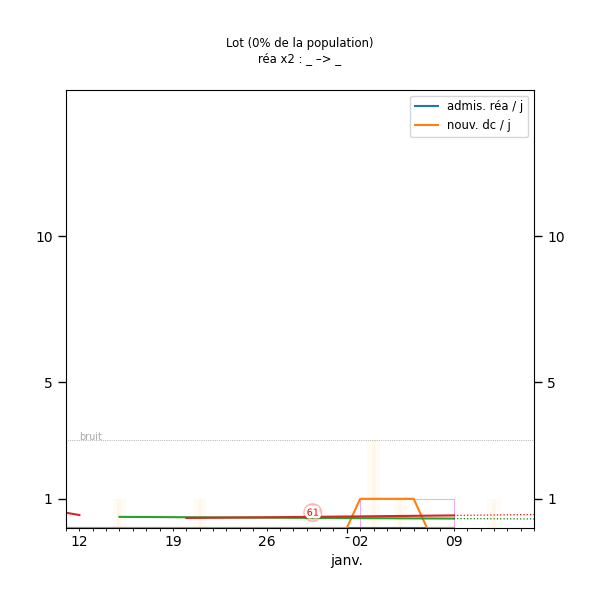 Lot (0% de la population)
réa x2 : _ –> _
admis. réa / j
nouv. dc / j
10 10
5 5
bruit
1 1
61
12 19 26 02 09
janv.